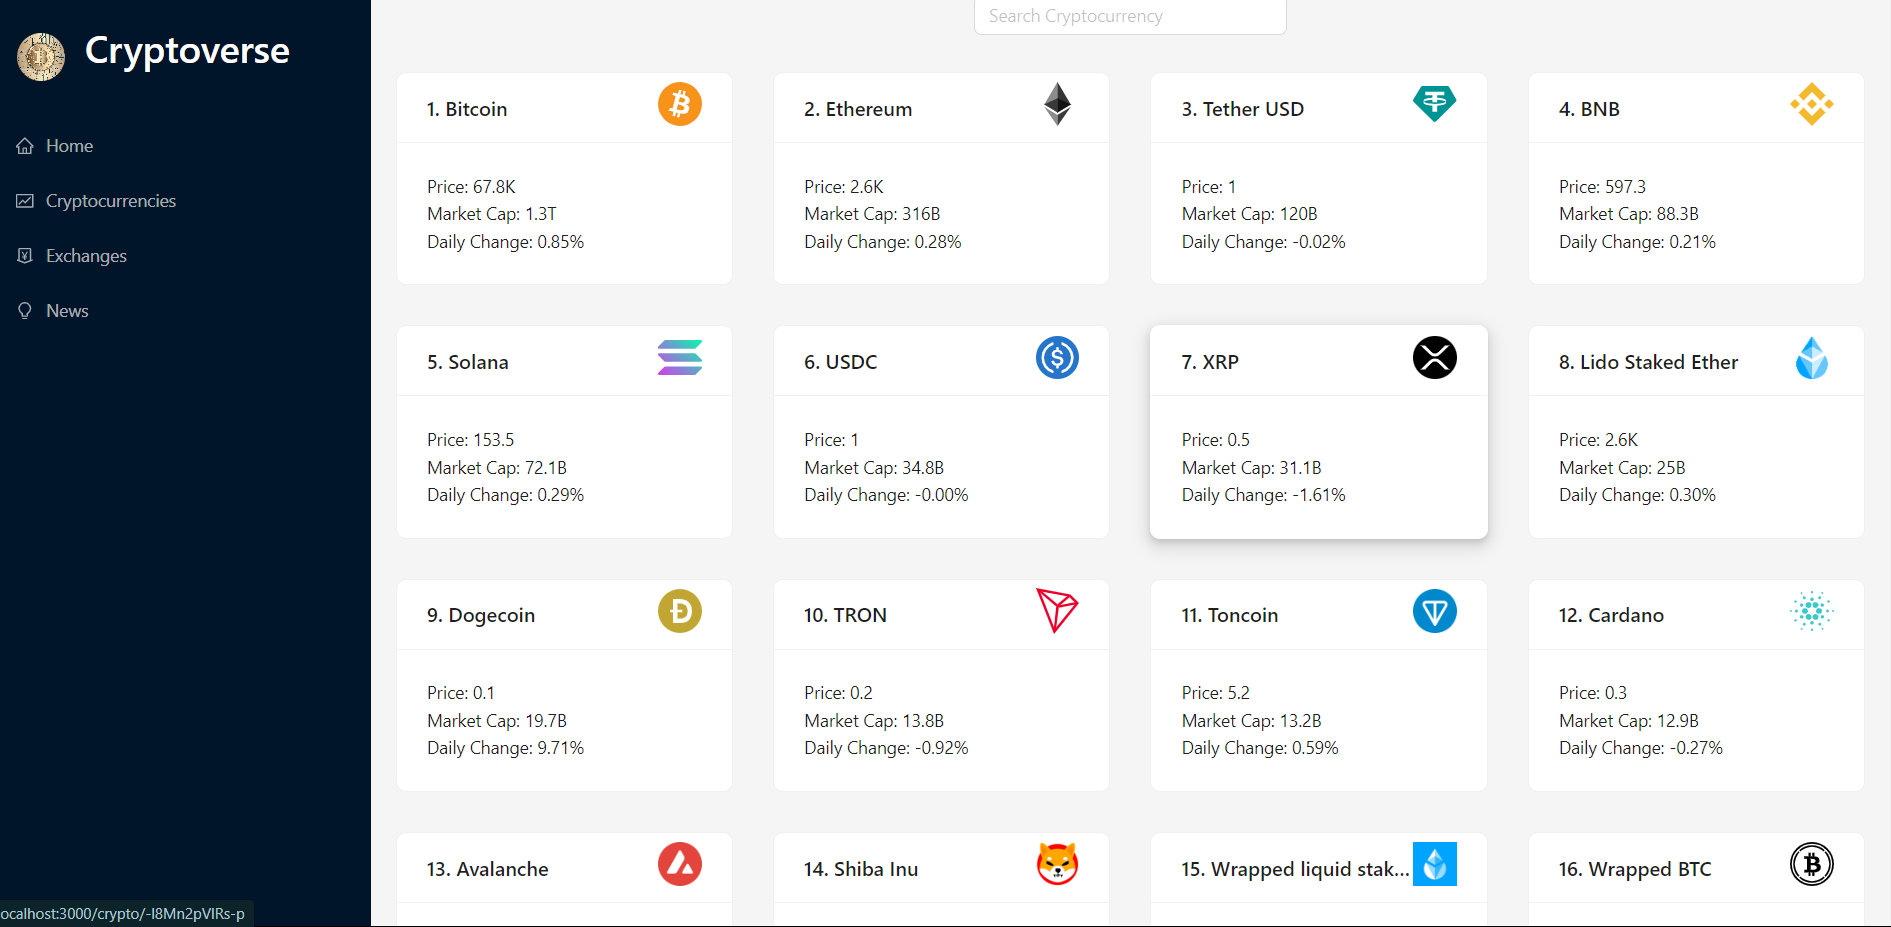 Cryptoverse
Home
Cryptocurrencies
Exchanges
News
Search Cryptocurrency
1. Bitcoin
Price: 67.8K
Market Cap: 1.3T
Daily Change: 0.85%
2. Ethereum
Price: 2.6K
Market Cap: 316B
Daily Change: 0.28%
3. Tether USD
Price: 1
Market Cap: 120B
Daily Change: -0.02%
4. BNB
Price: 597.3
Market Cap: 88.3B
Daily Change: 0.21%
5. Solana
Price: 153.5
Market Cap: 72.1B
Daily Change: 0.29%
6. USDC
Price: 1
Market Cap: 34.8B
Daily Change: -0.00%
7. XRP
Price: 0.5
Market Cap: 31.1B
Daily Change: -1.61%
8. Lido Staked Ether
Price: 2.6K
Market Cap: 25B
Daily Change: 0.30%
9. Dogecoin
Price: 0.1
Market Cap: 19.7B
Daily Change: 9.71%
10. TRON
Price: 0.2
Market Cap: 13.8B
Daily Change: -0.92%
11. Toncoin
Price: 5.2
Market Cap: 13.2B
Daily Change: 0.59%
12. Cardano
Price: 0.3
Market Cap: 12.9B
Daily Change: -0.27%
13. Avalanche
14. Shiba Inu
15. Wrapped liquid stak...
16. Wrapped BTC
ocalhost:3000/crypto/-l8Mn2pVlRs-p